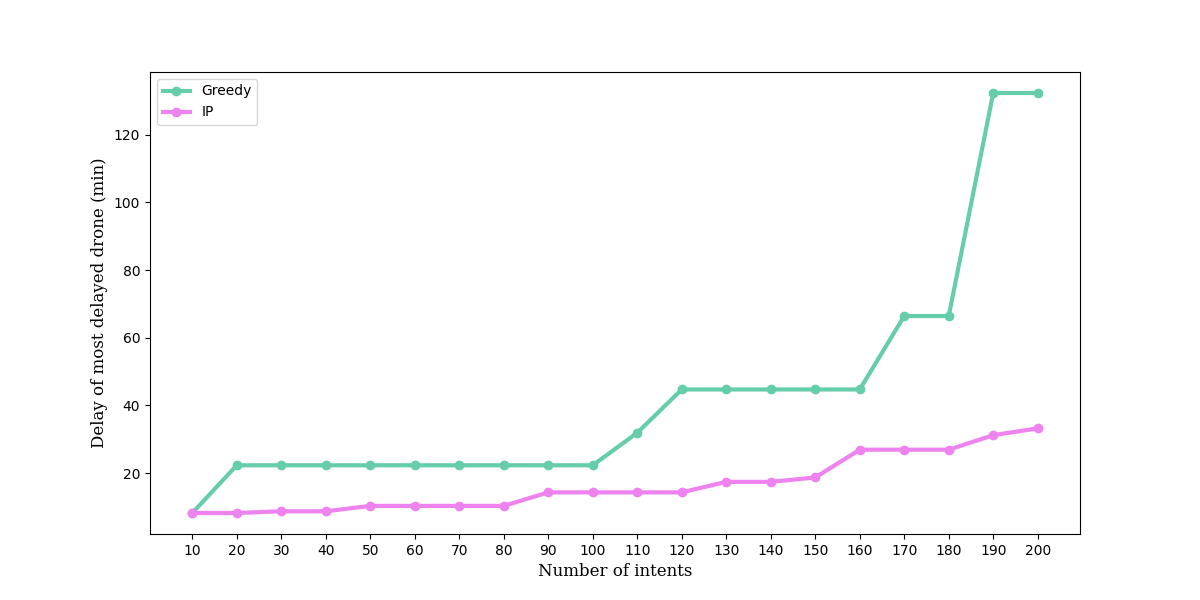 Greedy
IP
Delay of most delayed drone (min)
120
100
80
60
40
20
10 20 30 40 50 60 70 80 90 100 110 120 130 140 150 160 170 180 190 200
Number of intents